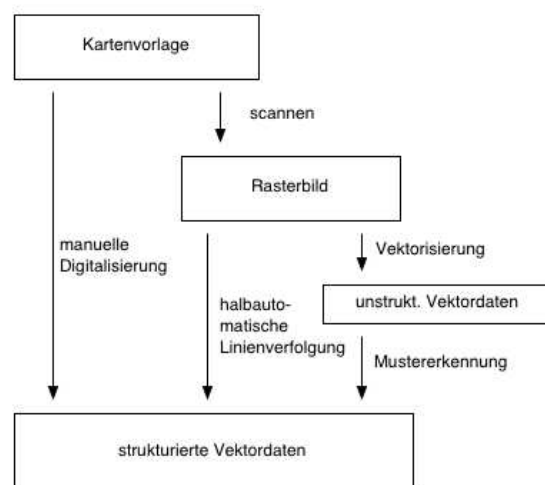 Kartenvorlage
scannen
Rasterbild
manuelle
Digitalisierung
Vektorisierung
halbauto-
matische
Linienverfolgung
unstrukt. Vektordaten
Mustererkennung
strukturierte Vektordaten